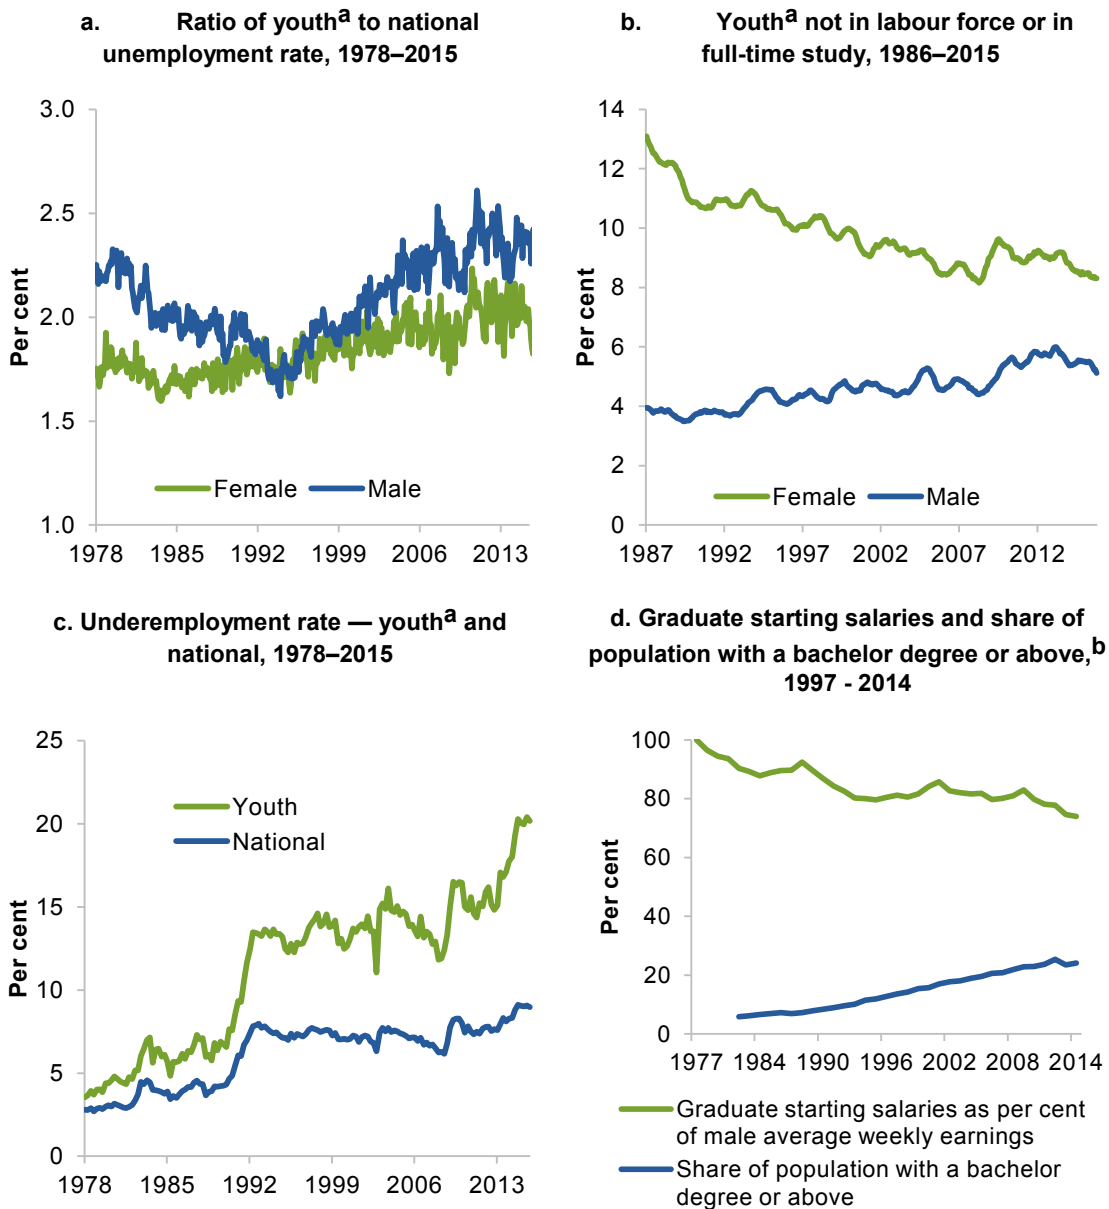 a. Ratio of youthᵃ to national
unemployment rate, 1978–2015
Per cent
3.0
2.5
2.0
1.5
1.0
Female Male
1978 1985 1992 1999 2006 2013
b. Youthᵃ not in labour force or in
full-time study, 1986–2015
Per cent
14
12
10
8
6
4
2
0
Female Male
1987 1992 1997 2002 2007 2012
c. Underemployment rate — youthᵃ and
national, 1978–2015
Per cent
25
20
15
10
5
0
Youth
National
1978 1985 1992 1999 2006 2013
d. Graduate starting salaries and share of
population with a bachelor degree or above,ᵇ
1997 - 2014
Per cent
100
80
60
40
20
0
1977 1984 1990 1996 2002 2008 2014
Graduate starting salaries as per cent
of male average weekly earnings
Share of population with a bachelor
degree or above